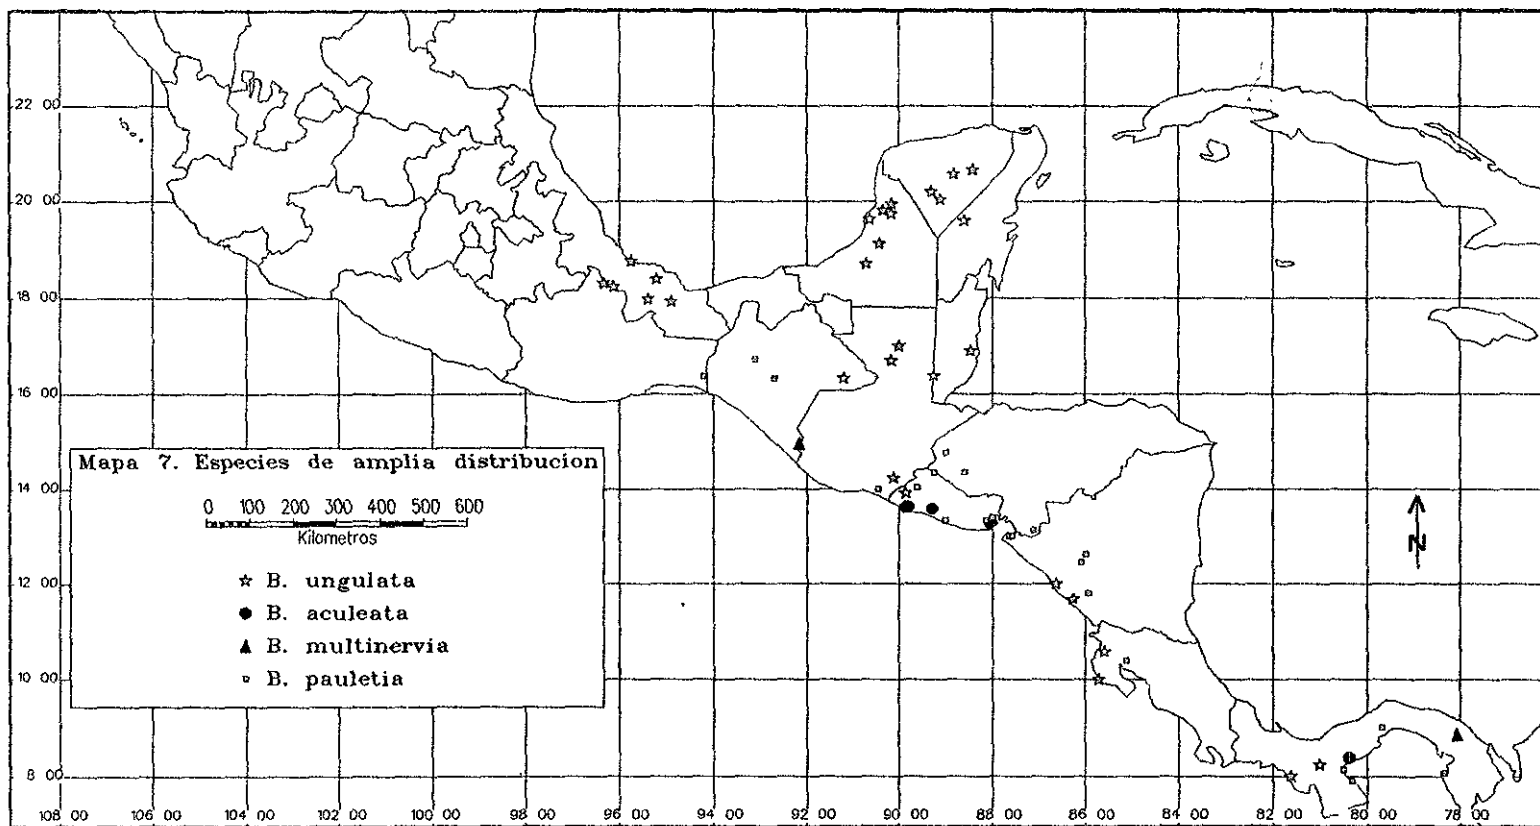 22 00
20 00
18 00
16 00
14 00
12 00
10 00
8 00
Mapa 7. Especies de amplia distribucion
0 100 200 300 400 500 600
Kilometros
B. ungulata
B. aculeata
B. multinervia
B. pauletia
N
108 00 106 00 104 00 102 00 100 00 98 00 96 00 94 00 92 00 90 00 88 00 86 00 84 00 82 00 80 00 78 00